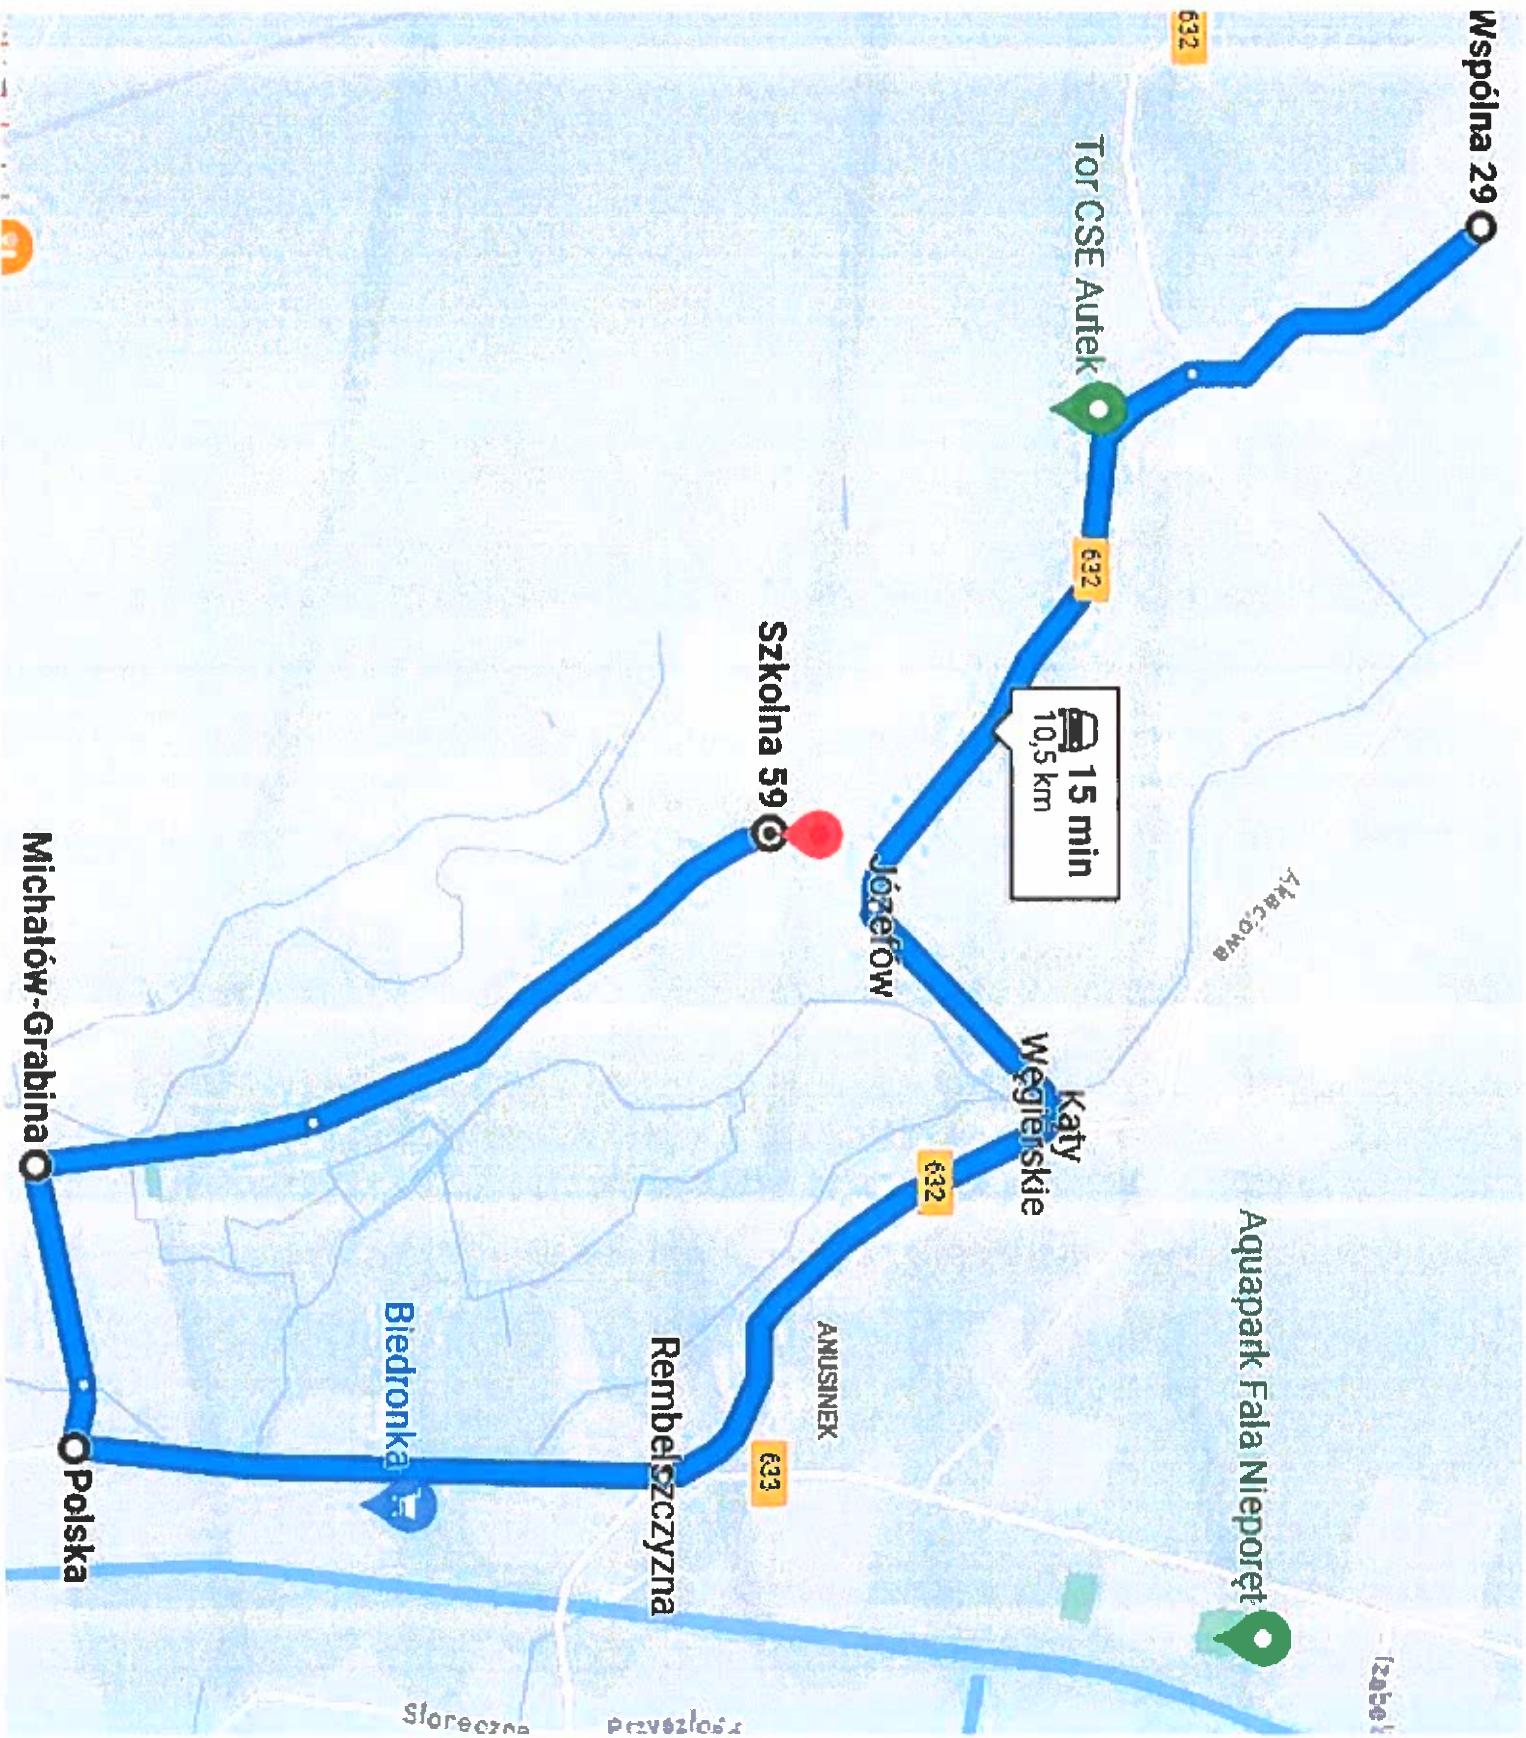 Wspólna 29
Aquapark Fala Nieporęt
Akacjowa
632
Tor CSE Autek
632
15 min
10,5 km
Kąty
Węgierskie
632
Józefów
ANUSINEK
Szkolna 59
633
Rembelszczyzna
Biedronka
Polska
Michałów-Grabina